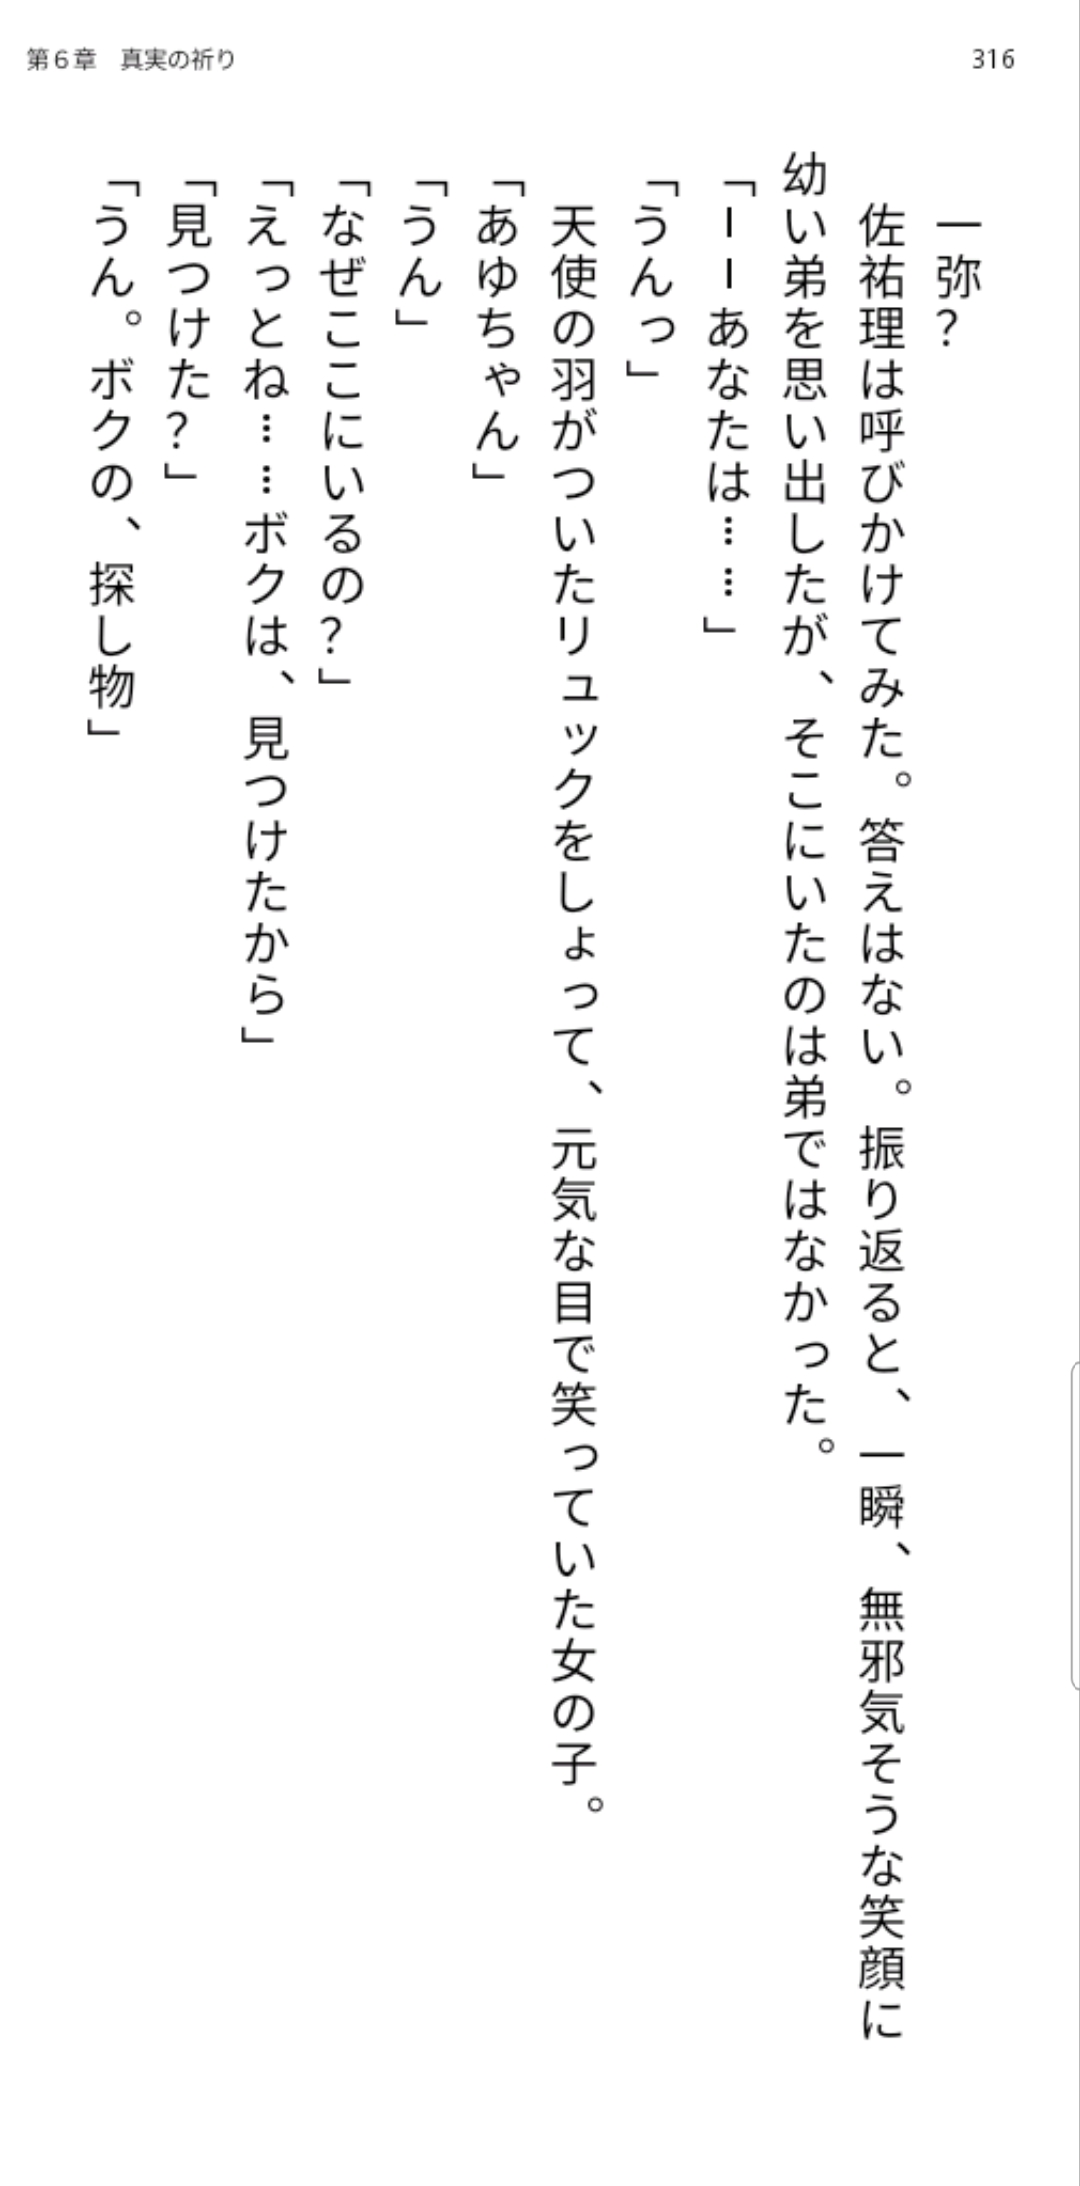 第6章　真実の祈り
316
　一弥？
　佐祐理は呼びかけてみた。答えはない。振り返ると、一瞬、無邪気そうな笑顔に
幼い弟を思い出したが、そこにいたのは弟ではなかった。
「ーーあなたは……」
「うんっ」
　天使の羽がついたリュックをしょって、元気な目で笑っていた女の子。
「あゆちゃん」
「うん」
「なぜここにいるの？」
「えっとね……ボクは、見つけたから」
「見つけた？」
「うん。ボクの、探し物」